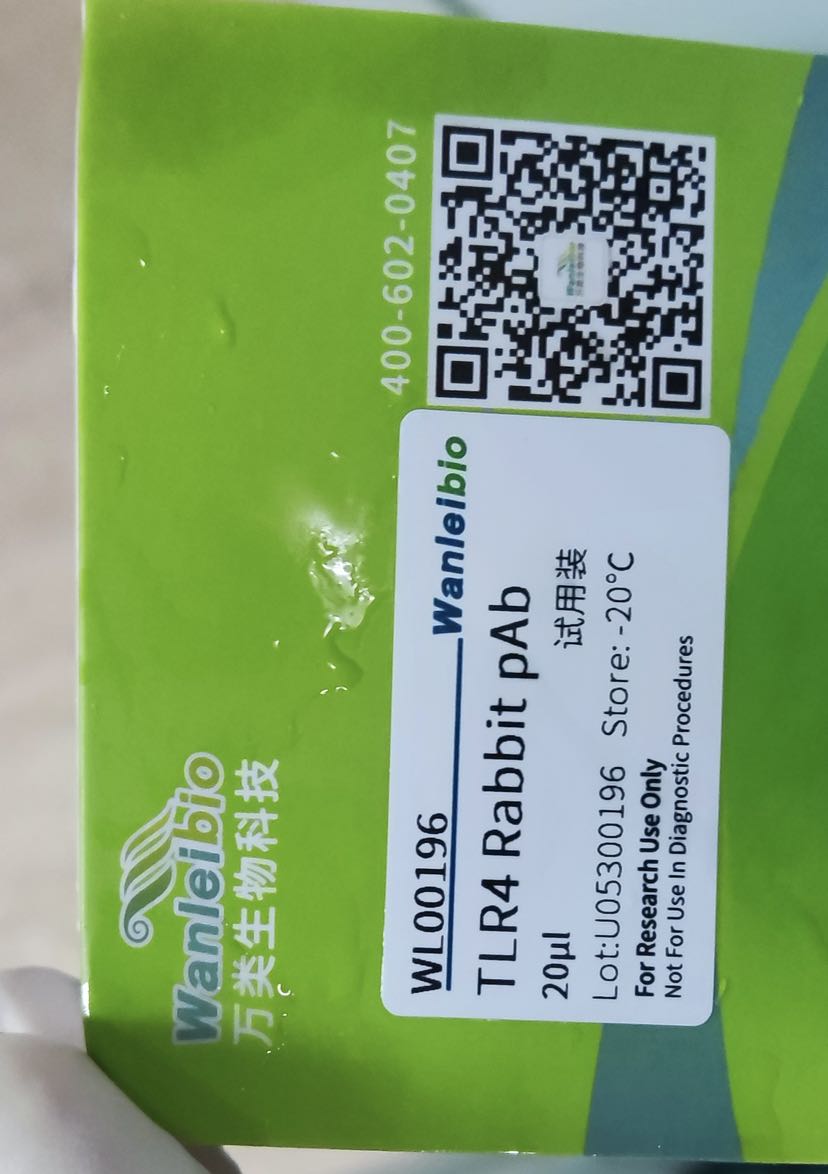 Wanleibio
万类生物科技
400-602-0407
WL00196
Wanleibio
TLR4 Rabbit pAb
20μl
试用装
Lot:U05300196 Store: -20°C
For Research Use Only
Not For Use In Diagnostic Procedures